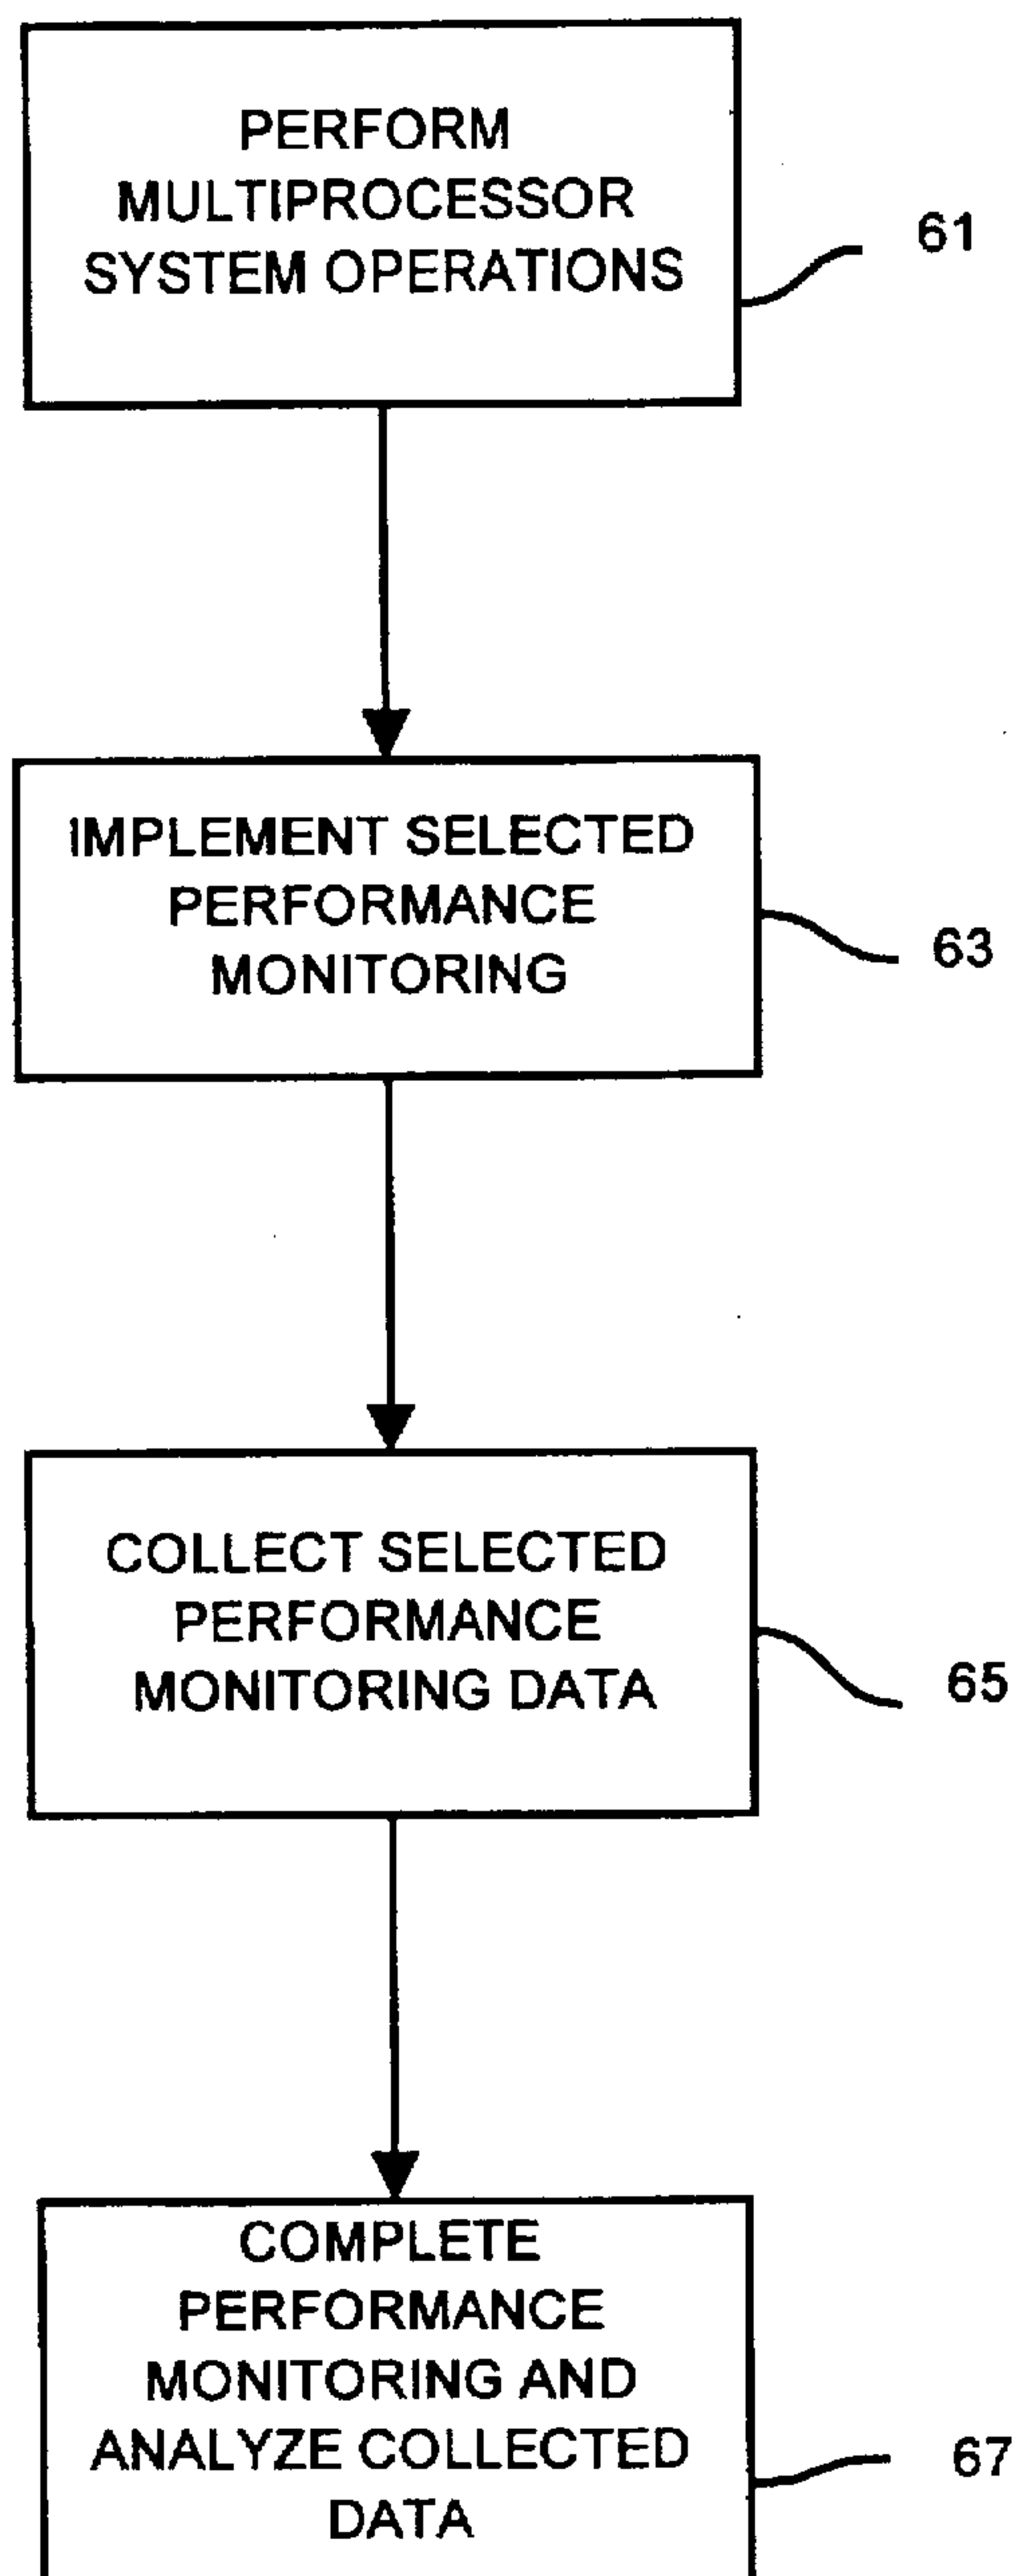 PERFORM
MULTIPROCESSOR
SYSTEM OPERATIONS
61
IMPLEMENT SELECTED
PERFORMANCE
MONITORING
63
COLLECT SELECTED
PERFORMANCE
MONITORING DATA
65
COMPLETE
PERFORMANCE
MONITORING AND
ANALYZE COLLECTED
DATA
67